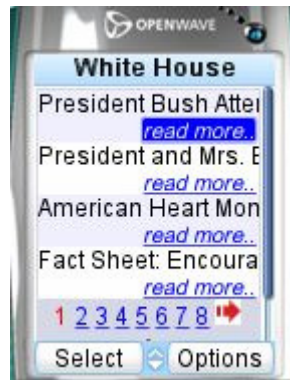 OPENWAVE
White House
President Bush Atter
read more..
President and Mrs. E
read more..
American Heart Mon
read more..
Fact Sheet: Encoura
read more..
1 2 3 4 5 6 7 8
Select Options